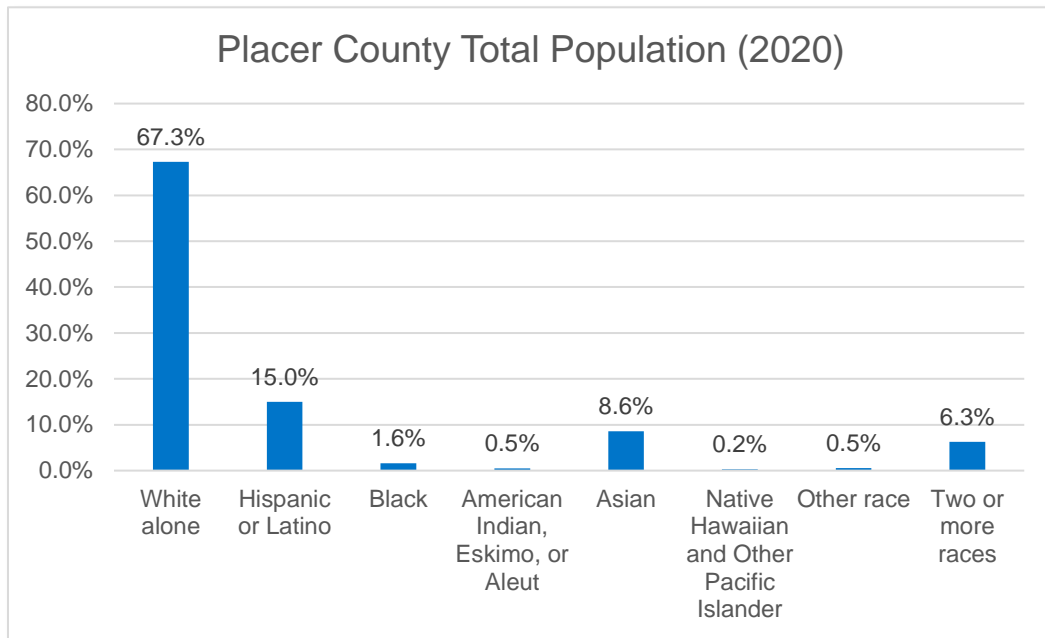 Placer County Total Population (2020)
80.0%
70.0%
60.0%
50.0%
40.0%
30.0%
20.0%
10.0%
0.0%
67.3%
15.0%
1.6%
0.5%
8.6%
0.2%
0.5%
6.3%
White
alone
Hispanic
or Latino
Black
American
Indian,
Eskimo, or
Aleut
Asian
Native
Hawaiian
and Other
Pacific
Islander
Other race
Two or
more
races